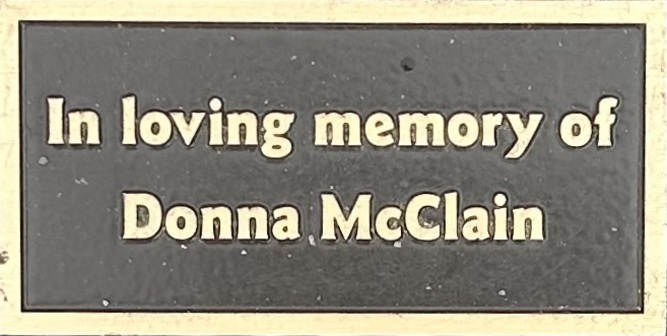 In loving memory of
Donna McClain